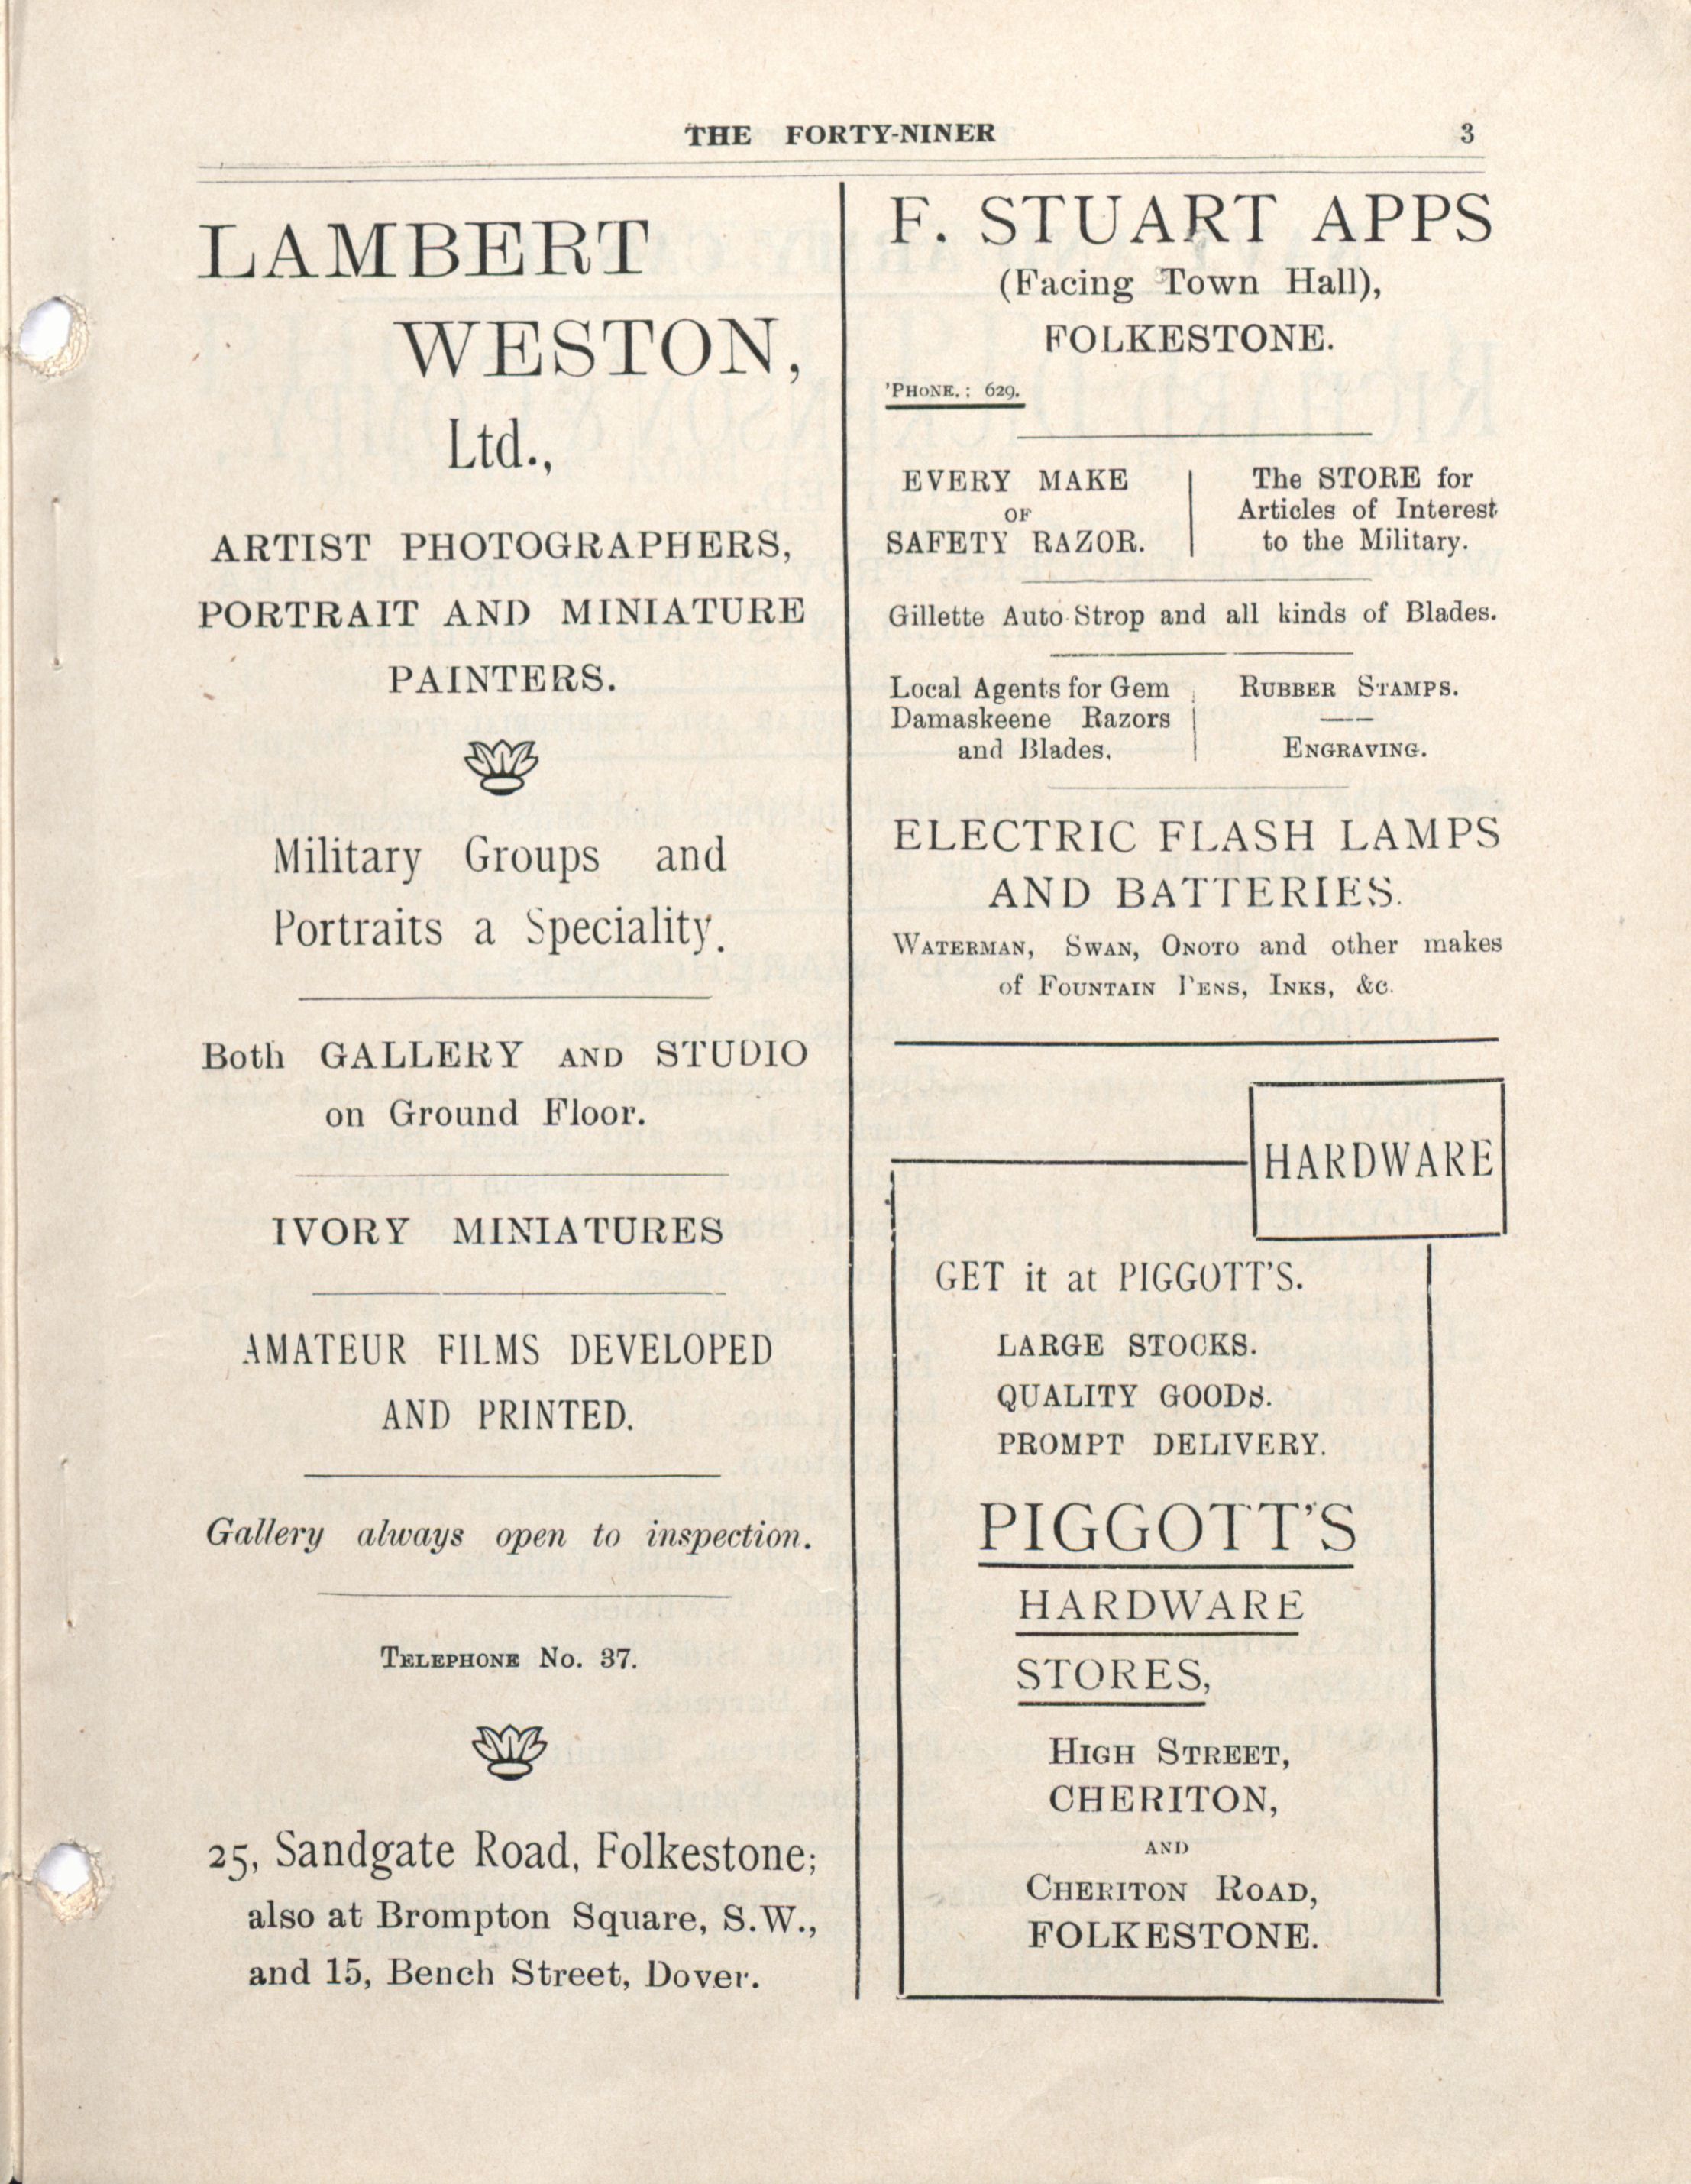 THE FORTY-NINER 3
LAMBERT
WESTON,
Ltd.,
ARTIST PHOTOGRAPHERS,
PORTRAIT AND MINIATURE
PAINTERS.
Military Groups and
Portraits a Speciality.
Both GALLERY AND STUDIO
on Ground Floor.
IVORY MINIATURES
AMATEUR FILMS DEVELOPED
AND PRINTED.
Gallery always open to inspection.
TELEPHONE No. 37.
25, Sandgate Road, Folkestone;
also at Brompton Square, S.W.,
and 15, Bench Street, Dover.
F. STUART APPS
(Facing Town Hall),
FOLKESTONE.
'PHONE.: 629.
EVERY MAKE
OF
SAFETY RAZOR.
The STORE for
Articles of Interest
to the Military.
Gillette Auto Strop and all kinds of Blades.
Local Agents for Gem
Damaskeene Razors
and Blades.
RUBBER STAMPS.
ENGRAVING.
ELECTRIC FLASH LAMPS
AND BATTERIES.
WATERMAN, SWAN, ONOTO and other makes
of FOUNTAIN PENS, INKS, &c.
HARDWARE
GET it at PIGGOTT'S.
LARGE STOCKS.
QUALITY GOODS.
PROMPT DELIVERY.
PIGGOTT'S
HARDWARE
STORES,
HIGH STREET,
CHERITON,
AND
CHERITON ROAD,
FOLKESTONE.